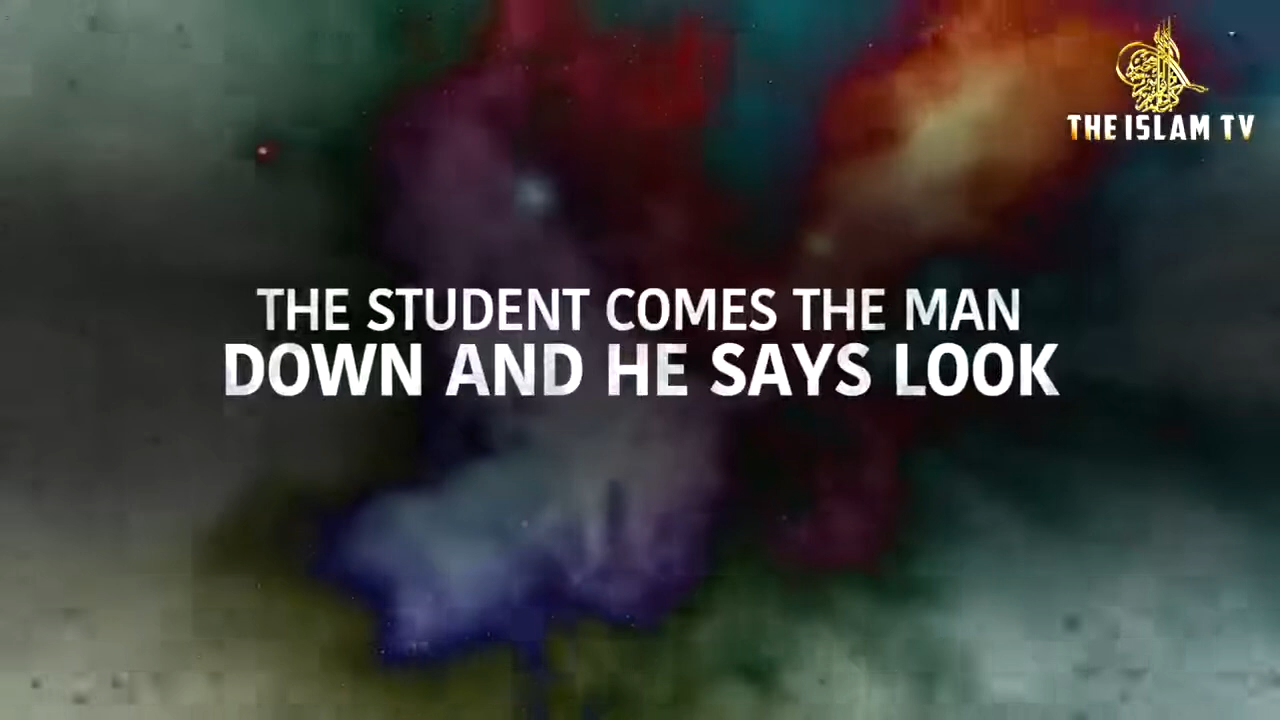 THE ISLAM TV
THE STUDENT COMES THE MAN
DOWN AND HE SAYS LOOK